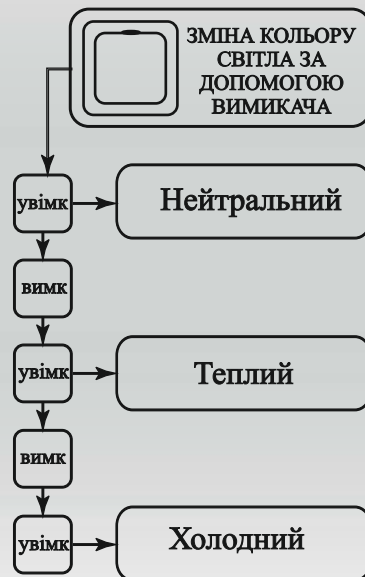 ЗМІНА КОЛЬОРУ
СВІТЛА ЗА
ДОПОМОГОЮ
ВИМИКАЧА
увімк
Нейтральний
вимк
увімк
Теплий
вимк
увімк
Холодний